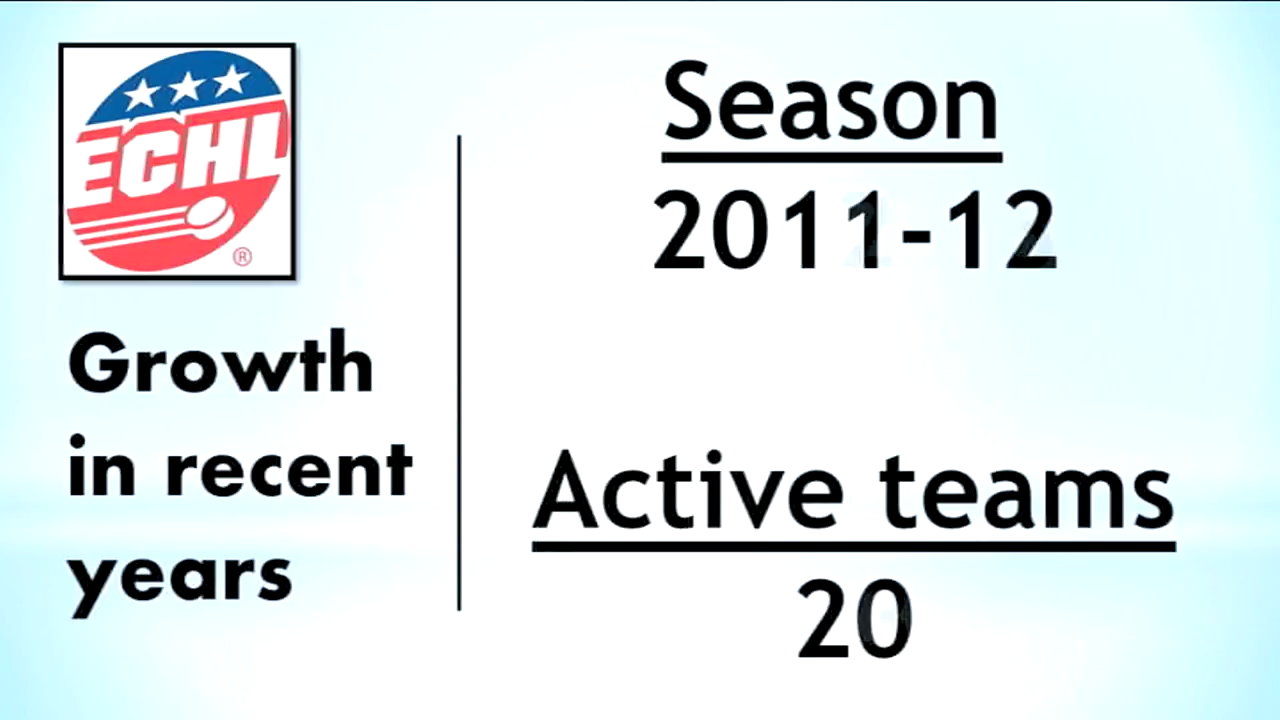 ECHL
®
Growth
in recent
years
Season
2011-12
Active teams
20